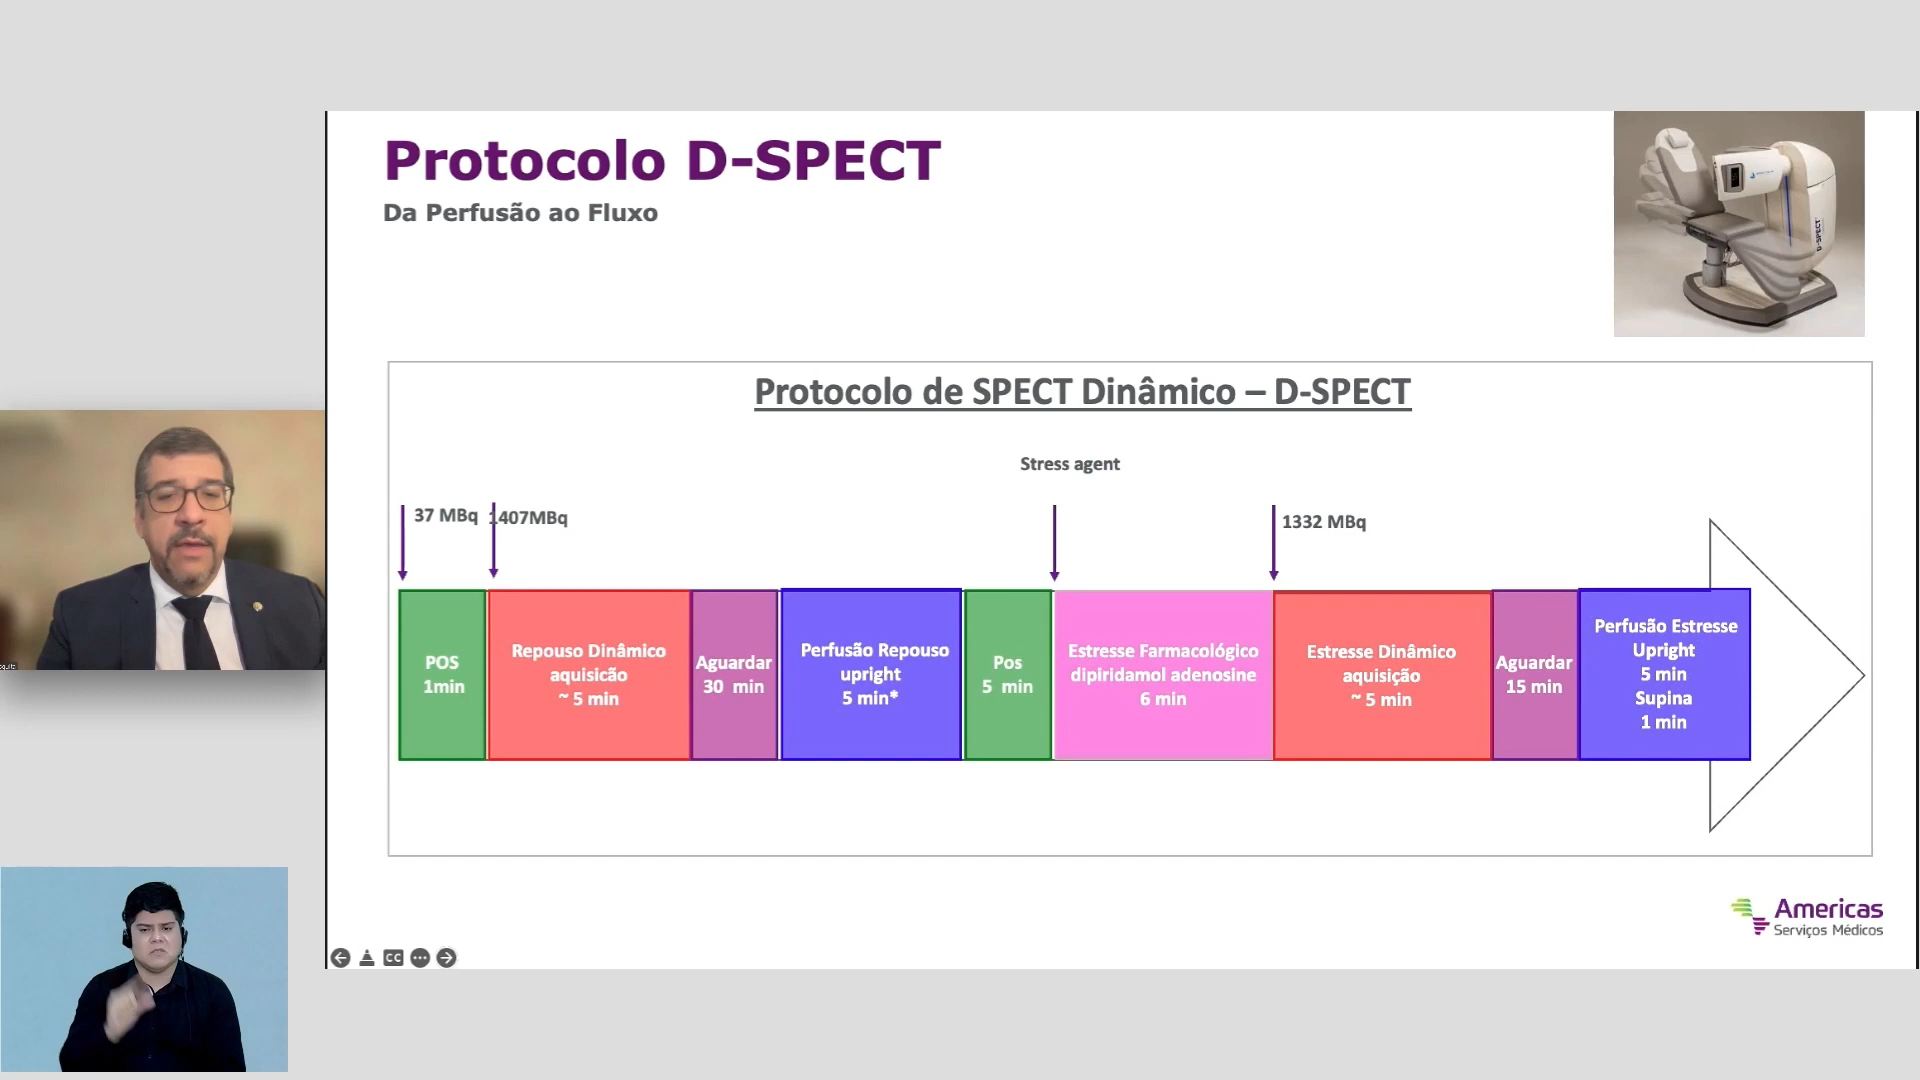 Protocolo D-SPECT
Da Perfusão ao Fluxo
D-SPECT
Protocolo de SPECT Dinâmico – D-SPECT
Stress agent
37 MBq
1407MBq
1332 MBq
POS
1min
Repouso Dinâmico
aquisicão
~ 5 min
Aguardar
30 min
Perfusão Repouso
upright
5 min*
Pos
5 min
Estresse Farmacológico
dipiridamol adenosine
6 min
Estresse Dinâmico
aquisição
~ 5 min
Aguardar
15 min
Perfusão Estresse
Upright
5 min
Supina
1 min
Americas
Serviços Médicos
CC